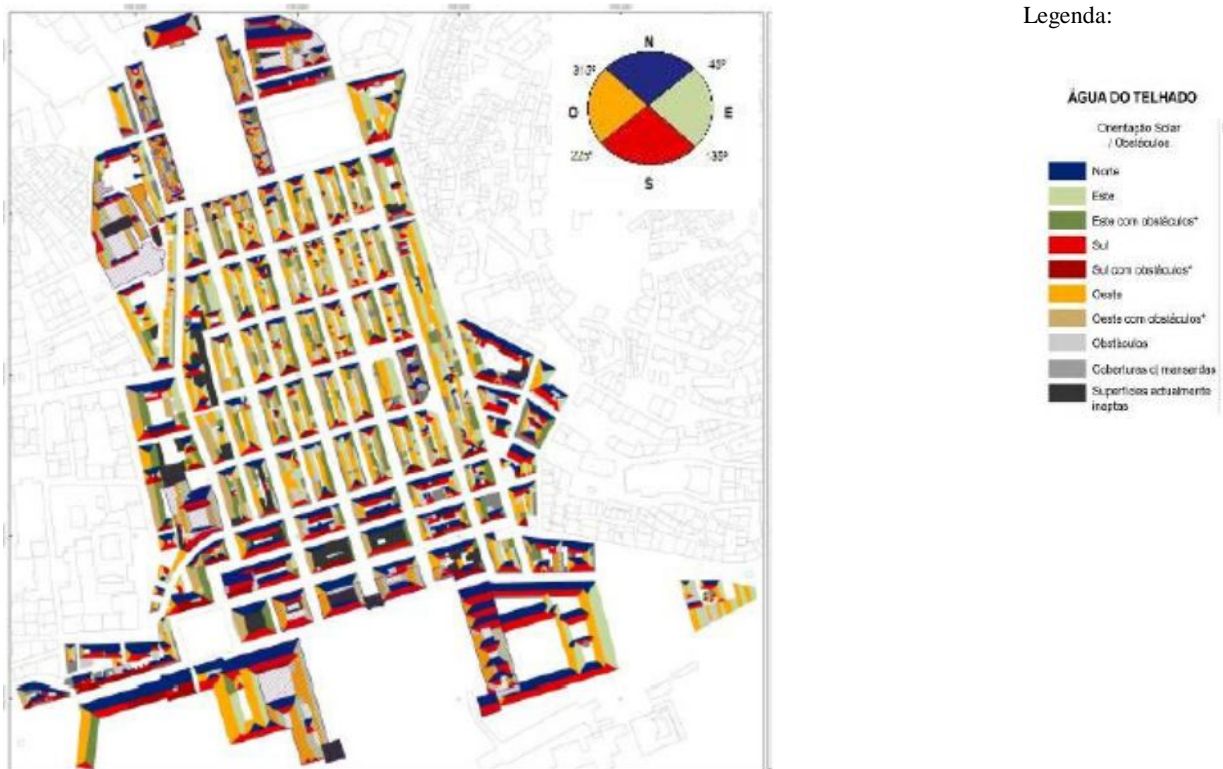 Legenda:
N
45º
E
135º
S
225º
O
315º
ÁGUA DO TELHADO
Orientação Solar
/ Obstáculos
Norte
Este
Este com obstáculos*
Sul
Sul com obstáculos*
Oeste
Oeste com obstáculos*
Obstáculos
Coberturas c/ mansardas
Superfícies actualmente
inaptas